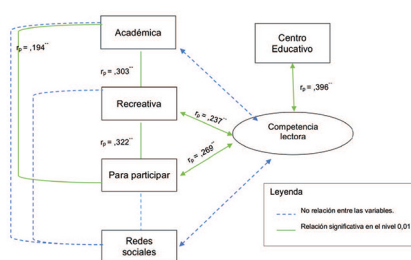 Académica
Centro
Educativo
rp = ,194**
rp = ,303**
rp = ,396**
Recreativa
rp = ,237**
Competencia
lectora
rp = ,322**
rp = ,269**
Para participar
Leyenda
No relación entre las variables.
Relación significativa en el nivel 0,01
Redes
sociales